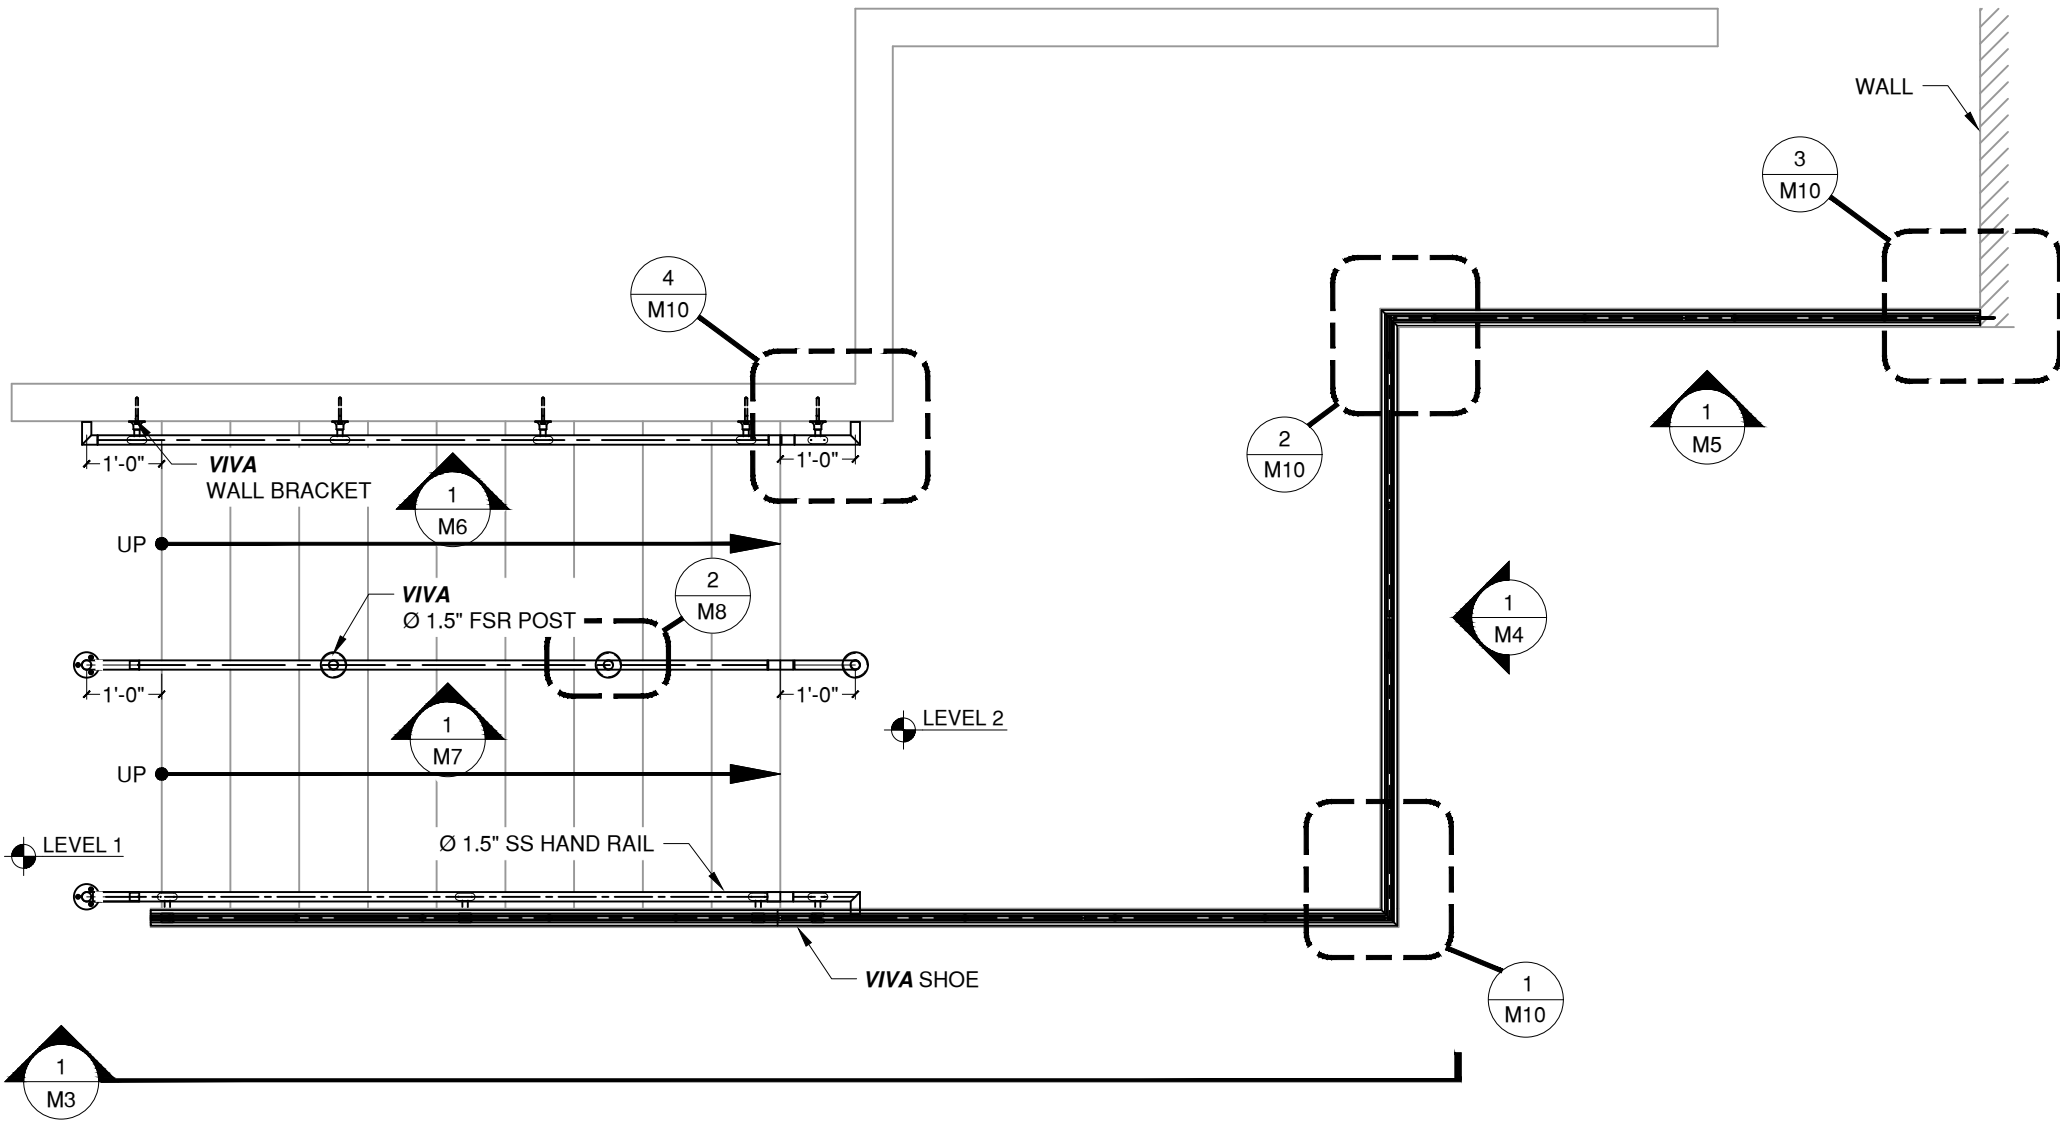 WALL
3
M10
4
M10
2
M10
1
M5
1'-0"
VIVA
WALL BRACKET
1'-0"
1
M6
UP
VIVA
Ø 1.5" FSR POST
2
M8
1
M4
1'-0"
1'-0"
1
M7
LEVEL 2
UP
LEVEL 1
Ø 1.5" SS HAND RAIL
VIVA SHOE
1
M10
1
M3